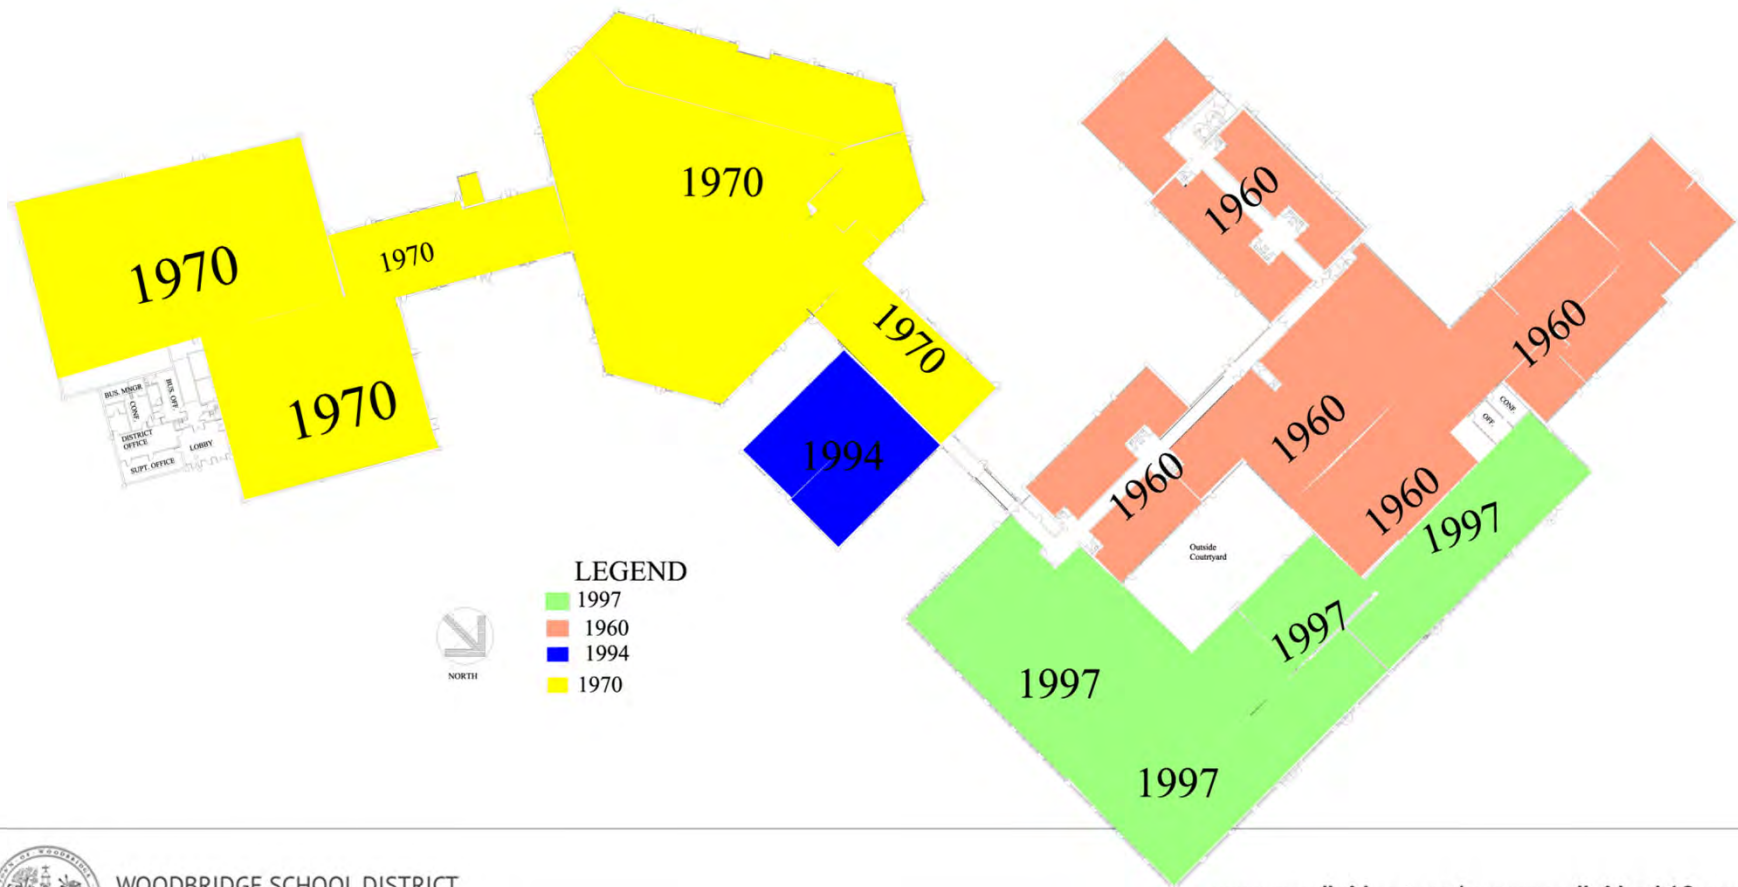 1970
1970
1970
1970
1970
1994
1960
1960
1960
1960
1960
1997
1997
1997
1997
BUS. MNGR
CONF.
BUS. OFF.
DISTRICT
OFFICE
LOBBY
SUPT. OFFICE
CONF.
OFF.
Outside
Coutrtyard
LEGEND
1997
1960
1994
1970
NORTH
WOODBRIDGE SCHOOL DISTRICT